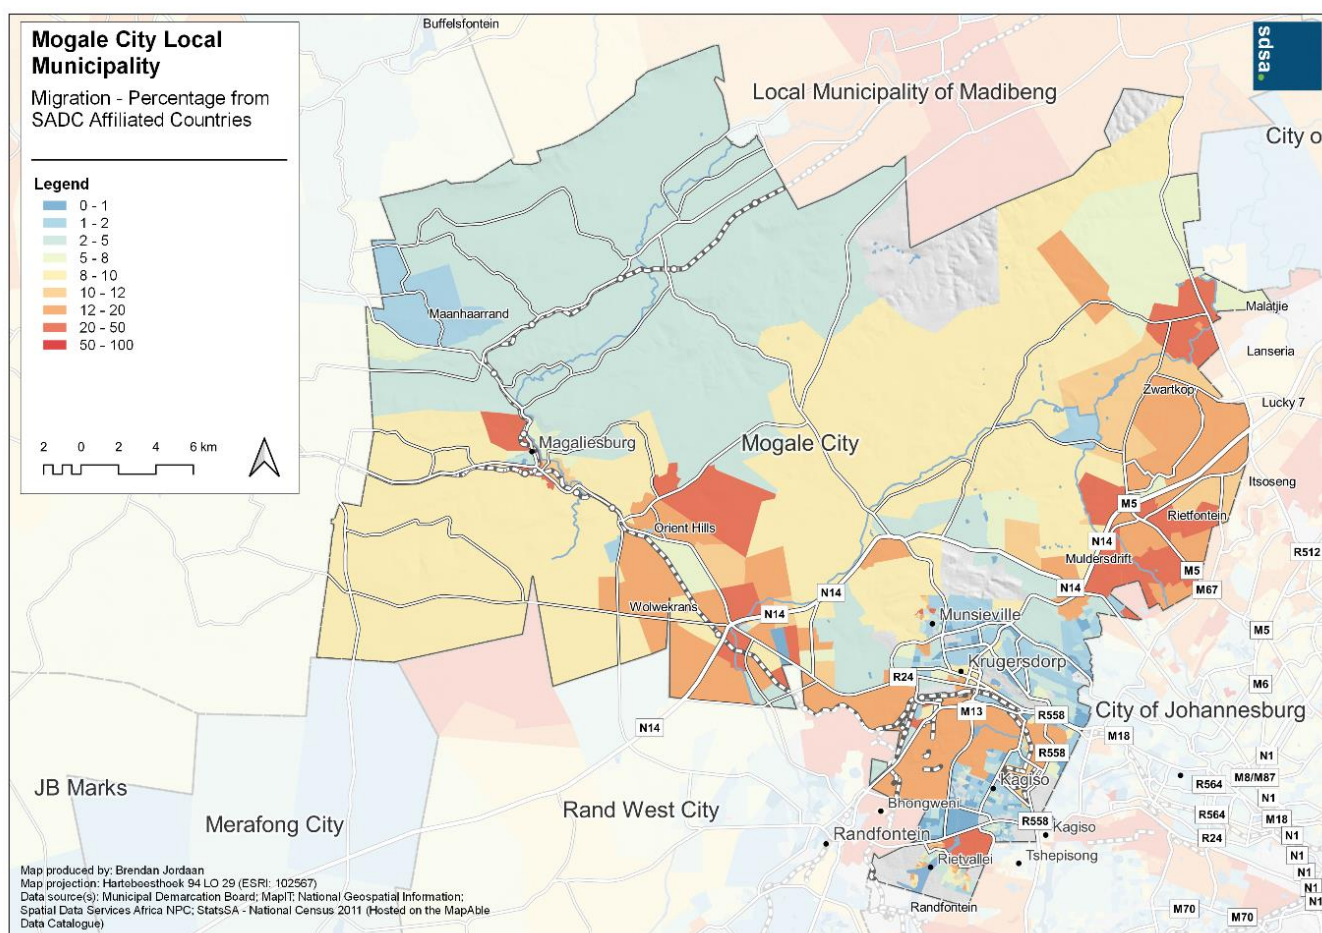 Mogale City Local
Municipality
Migration - Percentage from
SADC Affiliated Countries
Legend
0 - 1
1 - 2
2 - 5
5 - 8
8 - 10
10 - 12
12 - 20
20 - 50
50 - 100
2 0 2 4 6 km
Buffelsfontein
sdsa.
Local Municipality of Madibeng
City o
Maanhaarrand
Malatjie
Lanseria
Zwartkop
Lucky 7
Magaliesburg
Mogale City
Itsoseng
M5
Rietfontein
Orient Hills
N14
R512
Muldersdrift
M5
N14
M67
N14
Wolwekrans
N14
Munsieville
M5
Krugersdorp
R24
M6
M13
R558
City of Johannesburg
N14
M18
R558
N1
M8/M87
JB Marks
Kagiso
R564
N1
Bhongweni
Rand West City
Merafong City
R558
R564
M18
Randfontein
Kagiso
R24
N1
Rietvallei
Tshepisong
N1
N1
N1
N1
Randfontein
M70
M70
Map produced by: Brendan Jordaan
Map projection: Hartebeesthoek 94 LO 29 (ESRI: 102567)
Data source(s): Municipal Demarcation Board; MapIT; National Geospatial Information;
Spatial Data Services Africa NPC; StatsSA - National Census 2011 (Hosted on the MapAble
Data Catalogue)